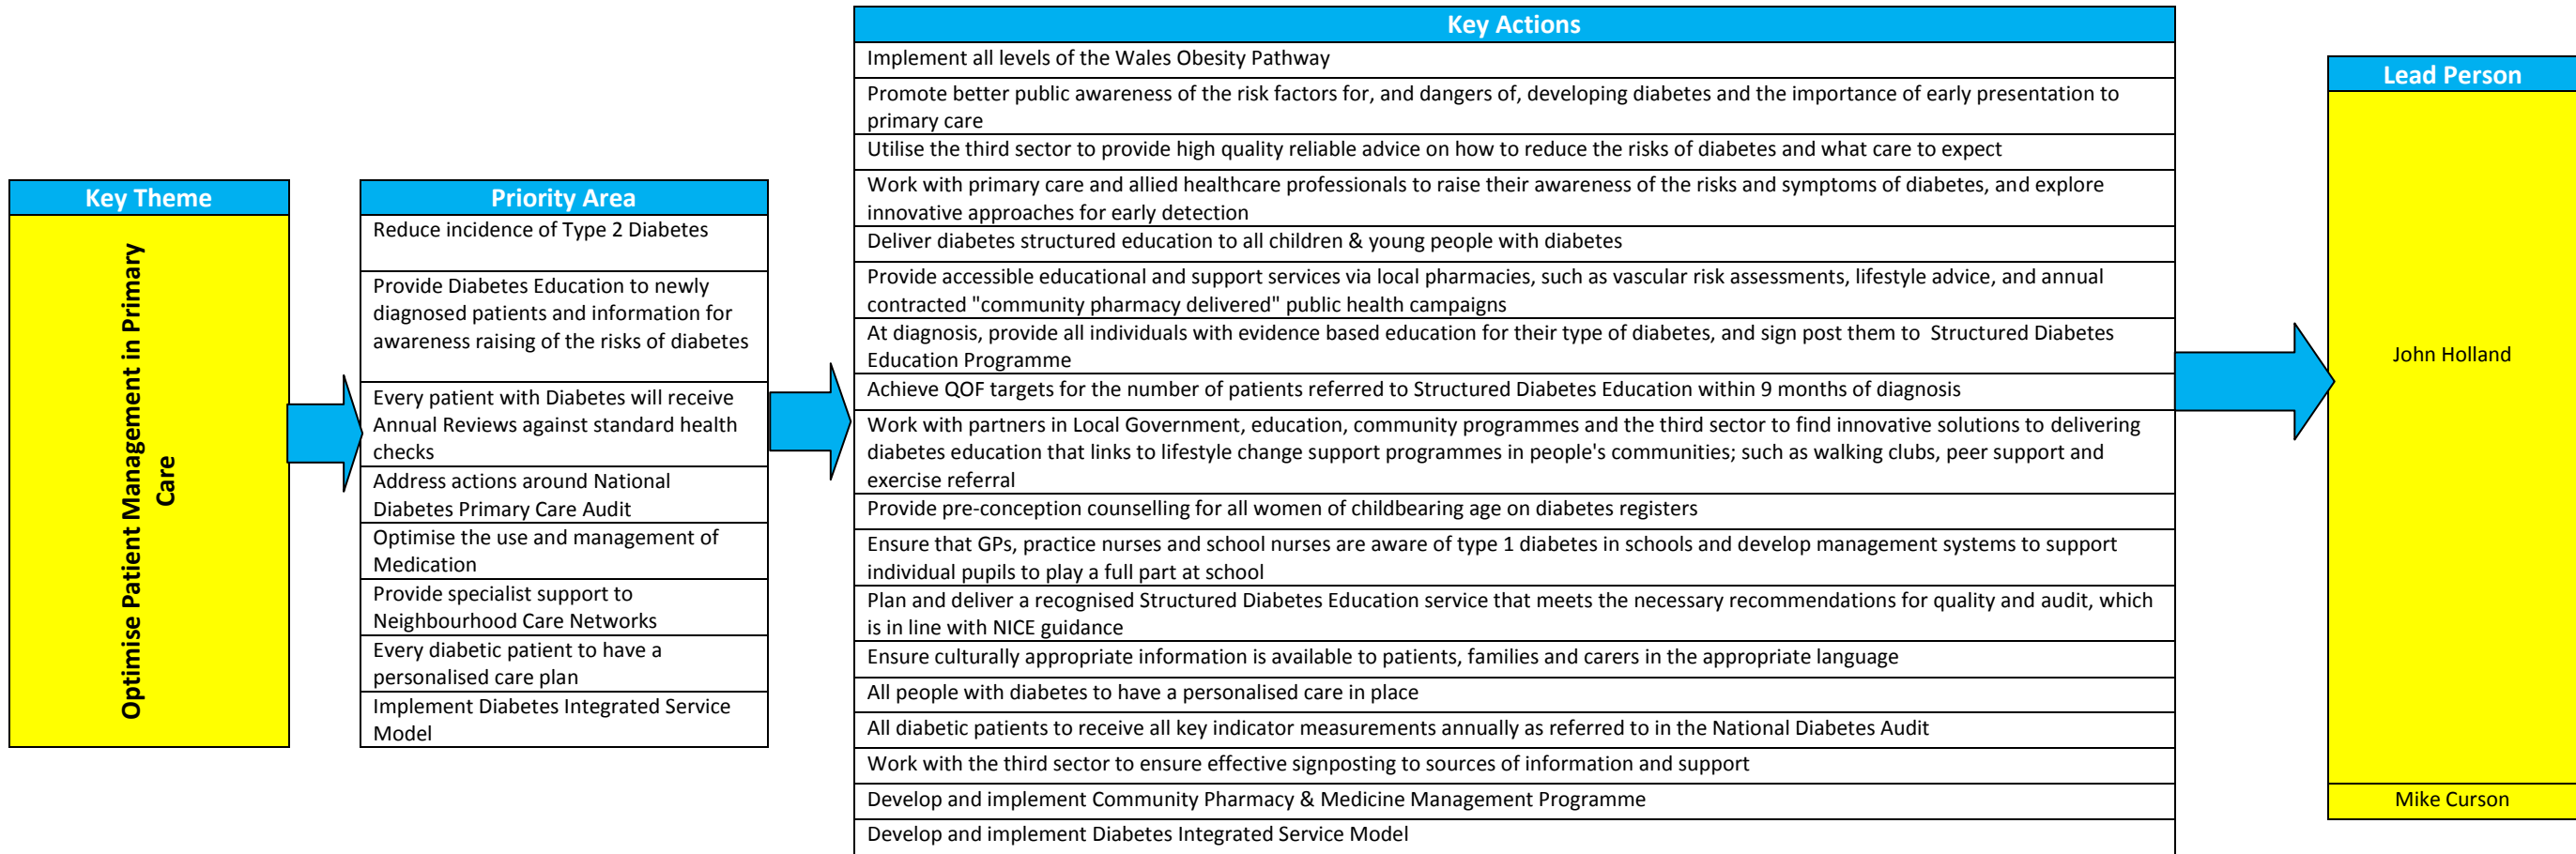 Key Theme
Optimise Patient Management in Primary
Care
Priority Area
Reduce incidence of Type 2 Diabetes
Provide Diabetes Education to newly
diagnosed patients and information for
awareness raising of the risks of diabetes
Every patient with Diabetes will receive
Annual Reviews against standard health
checks
Address actions around National
Diabetes Primary Care Audit
Optimise the use and management of
Medication
Provide specialist support to
Neighbourhood Care Networks
Every diabetic patient to have a
personalised care plan
Implement Diabetes Integrated Service
Model
Key Actions
Implement all levels of the Wales Obesity Pathway
Promote better public awareness of the risk factors for, and dangers of, developing diabetes and the importance of early presentation to
primary care
Utilise the third sector to provide high quality reliable advice on how to reduce the risks of diabetes and what care to expect
Work with primary care and allied healthcare professionals to raise their awareness of the risks and symptoms of diabetes, and explore
innovative approaches for early detection
Deliver diabetes structured education to all children & young people with diabetes
Provide accessible educational and support services via local pharmacies, such as vascular risk assessments, lifestyle advice, and annual
contracted "community pharmacy delivered" public health campaigns
At diagnosis, provide all individuals with evidence based education for their type of diabetes, and sign post them to Structured Diabetes
Education Programme
Achieve QOF targets for the number of patients referred to Structured Diabetes Education within 9 months of diagnosis
Work with partners in Local Government, education, community programmes and the third sector to find innovative solutions to delivering
diabetes education that links to lifestyle change support programmes in people's communities; such as walking clubs, peer support and
exercise referral
Provide pre-conception counselling for all women of childbearing age on diabetes registers
Ensure that GPs, practice nurses and school nurses are aware of type 1 diabetes in schools and develop management systems to support
individual pupils to play a full part at school
Plan and deliver a recognised Structured Diabetes Education service that meets the necessary recommendations for quality and audit, which
is in line with NICE guidance
Ensure culturally appropriate information is available to patients, families and carers in the appropriate language
All people with diabetes to have a personalised care in place
All diabetic patients to receive all key indicator measurements annually as referred to in the National Diabetes Audit
Work with the third sector to ensure effective signposting to sources of information and support
Develop and implement Community Pharmacy & Medicine Management Programme
Develop and implement Diabetes Integrated Service Model
Lead Person
John Holland
Mike Curson